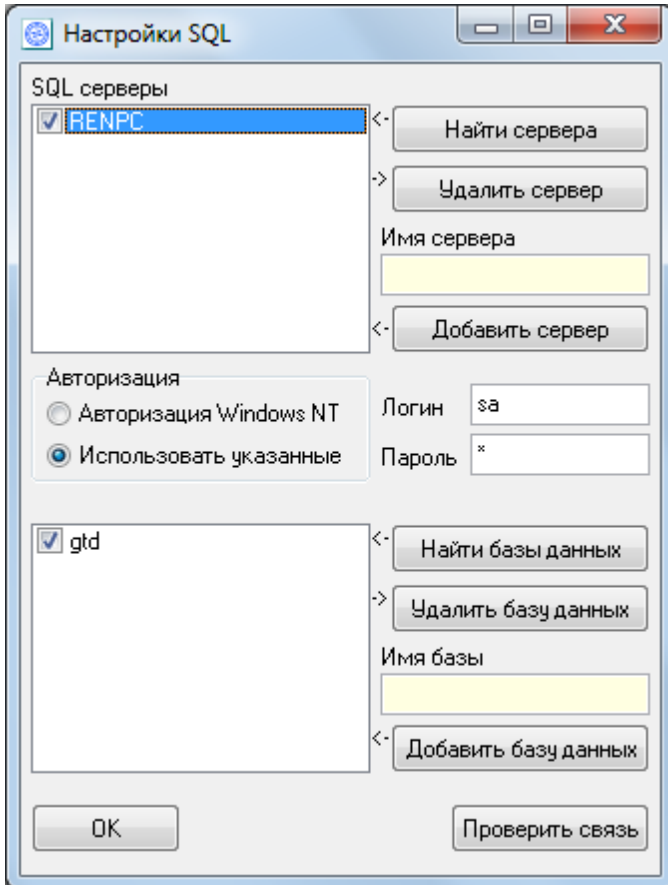 Настройки SQL
SQL серверы
RENPC
<-
Найти сервера
->
Удалить сервер
Имя сервера
<-
Добавить сервер
Авторизация
Авторизация Windows NT
Использовать указанные
Логин
sa
Пароль
*
gtd
<-
Найти базы данных
->
Удалить базу данных
Имя базы
<-
Добавить базу данных
OK
Проверить связь